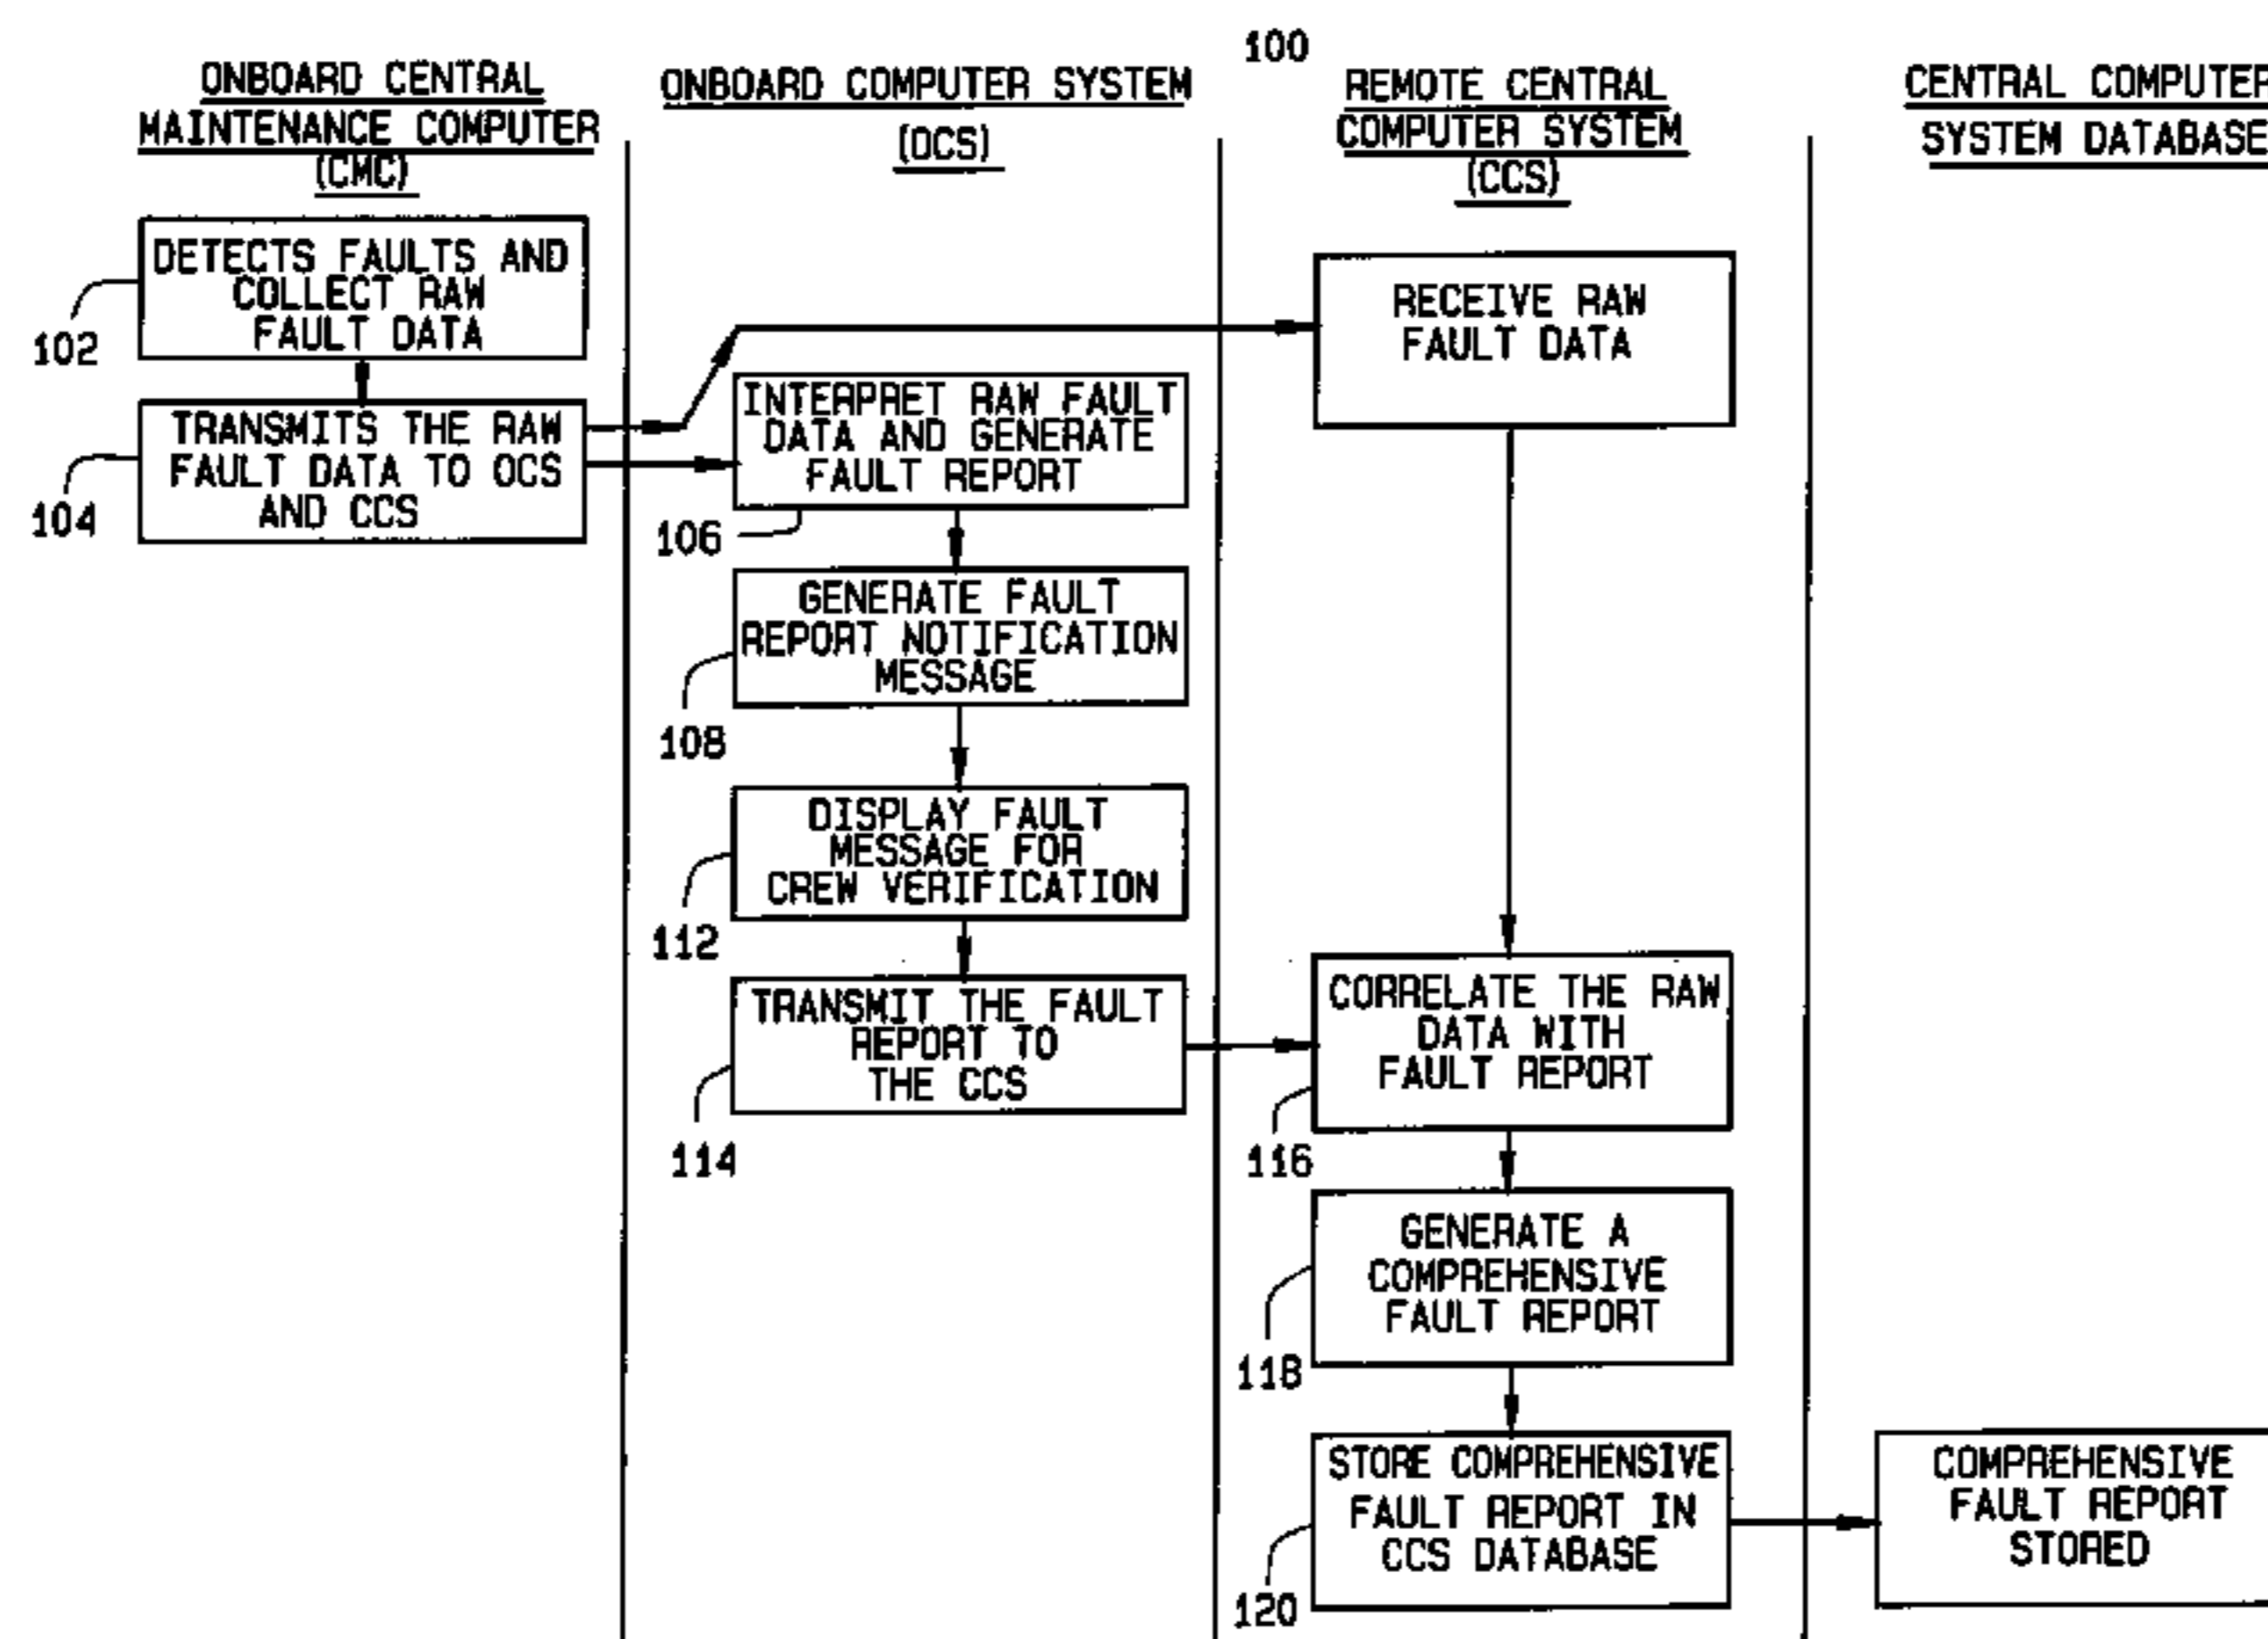 100
ONBOARD CENTRAL
MAINTENANCE COMPUTER
(CMC)
DETECTS FAULTS AND
COLLECT RAW
FAULT DATA
102
TRANSMITS THE RAW
FAULT DATA TO OCS
AND CCS
104
ONBOARD COMPUTER SYSTEM
(OCS)
INTERPRET RAW FAULT
DATA AND GENERATE
FAULT REPORT
106
GENERATE FAULT
REPORT NOTIFICATION
MESSAGE
108
DISPLAY FAULT
MESSAGE FOR
CREW VERIFICATION
112
TRANSMIT THE FAULT
REPORT TO
THE CCS
114
REMOTE CENTRAL
COMPUTER SYSTEM
(CCS)
RECEIVE RAW
FAULT DATA
CORRELATE THE RAW
DATA WITH
FAULT REPORT
116
GENERATE A
COMPREHENSIVE
FAULT REPORT
118
STORE COMPREHENSIVE
FAULT REPORT IN
CCS DATABASE
120
CENTRAL COMPUTER
SYSTEM DATABASE
COMPREHENSIVE
FAULT REPORT
STORED